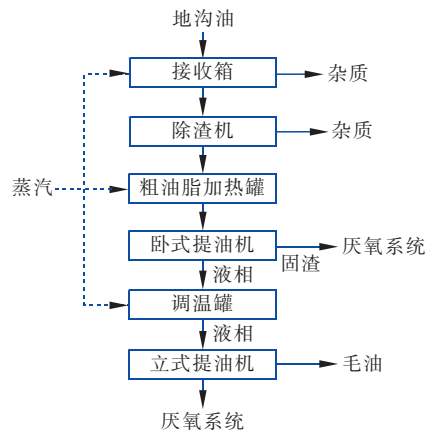 地沟油
接收箱
杂质
除渣机
杂质
蒸汽
粗油脂加热罐
卧式提油机
固渣
厌氧系统
液相
调温罐
液相
立式提油机
毛油
厌氧系统